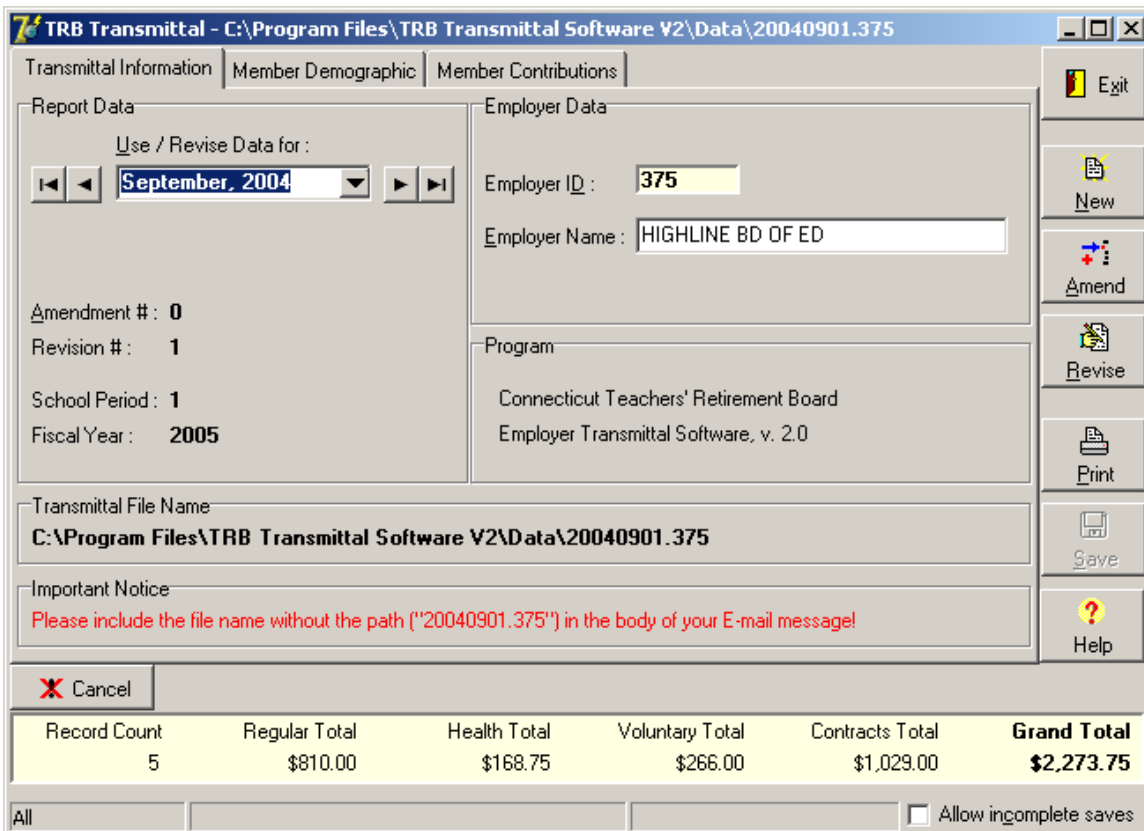 TRB Transmittal - C:\Program Files\TRB Transmittal Software V2\Data\20040901.375
Transmittal Information
Member Demographic
Member Contributions
Exit
Report Data
Use / Revise Data for :
September, 2004
Amendment # : 0
Revision # : 1
School Period : 1
Fiscal Year : 2005
Employer Data
Employer ID : 375
Employer Name : HIGHLINE BD OF ED
Program
Connecticut Teachers' Retirement Board
Employer Transmittal Software, v. 2.0
New
Amend
Revise
Print
Save
Help
Transmittal File Name
C:\Program Files\TRB Transmittal Software V2\Data\20040901.375
Important Notice
Please include the file name without the path ("20040901.375") in the body of your E-mail message!
Cancel
Record Count Regular Total Health Total Voluntary Total Contracts Total Grand Total
5 $810.00 $168.75 $266.00 $1,029.00 $2,273.75
All
Allow incomplete saves